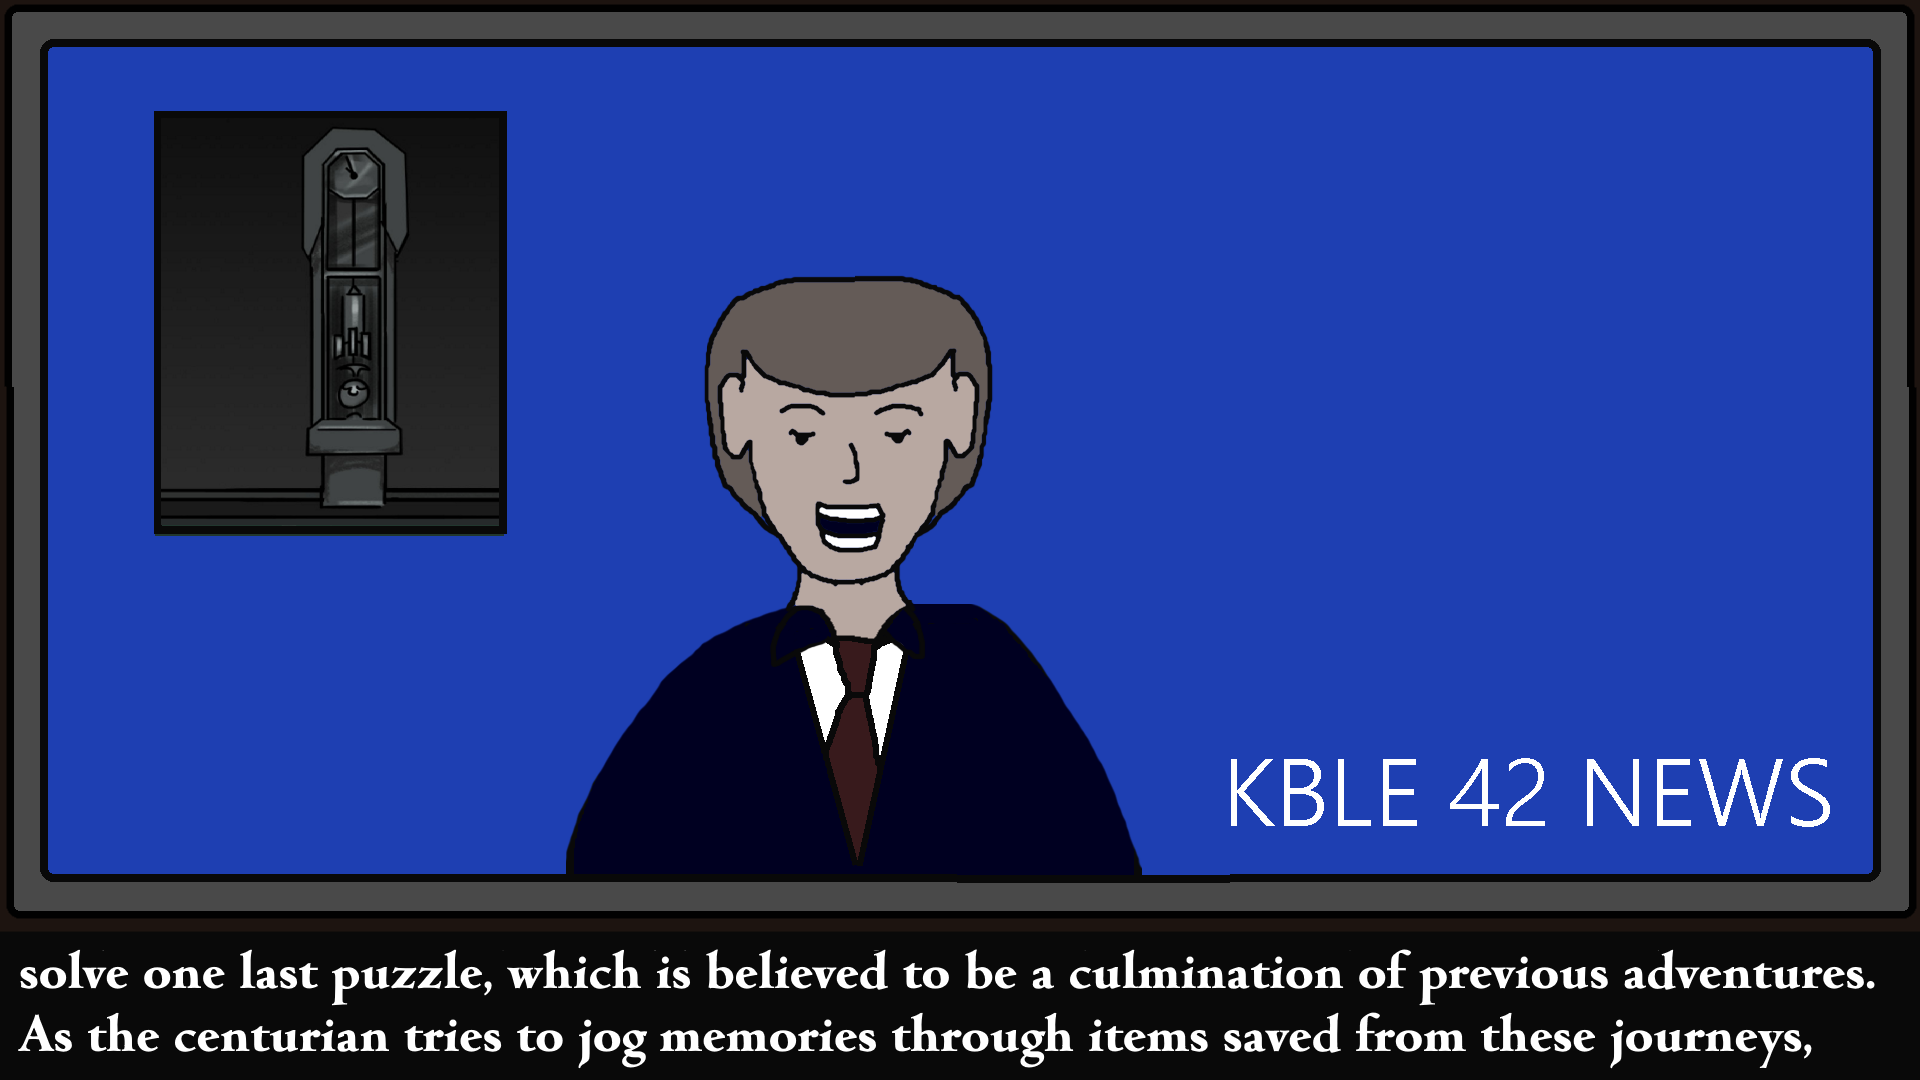 KBLE 42 NEWS
solve one last puzzle, which is believed to be a culmination of previous adventures.
As the centurian tries to jog memories through items saved from these journeys,